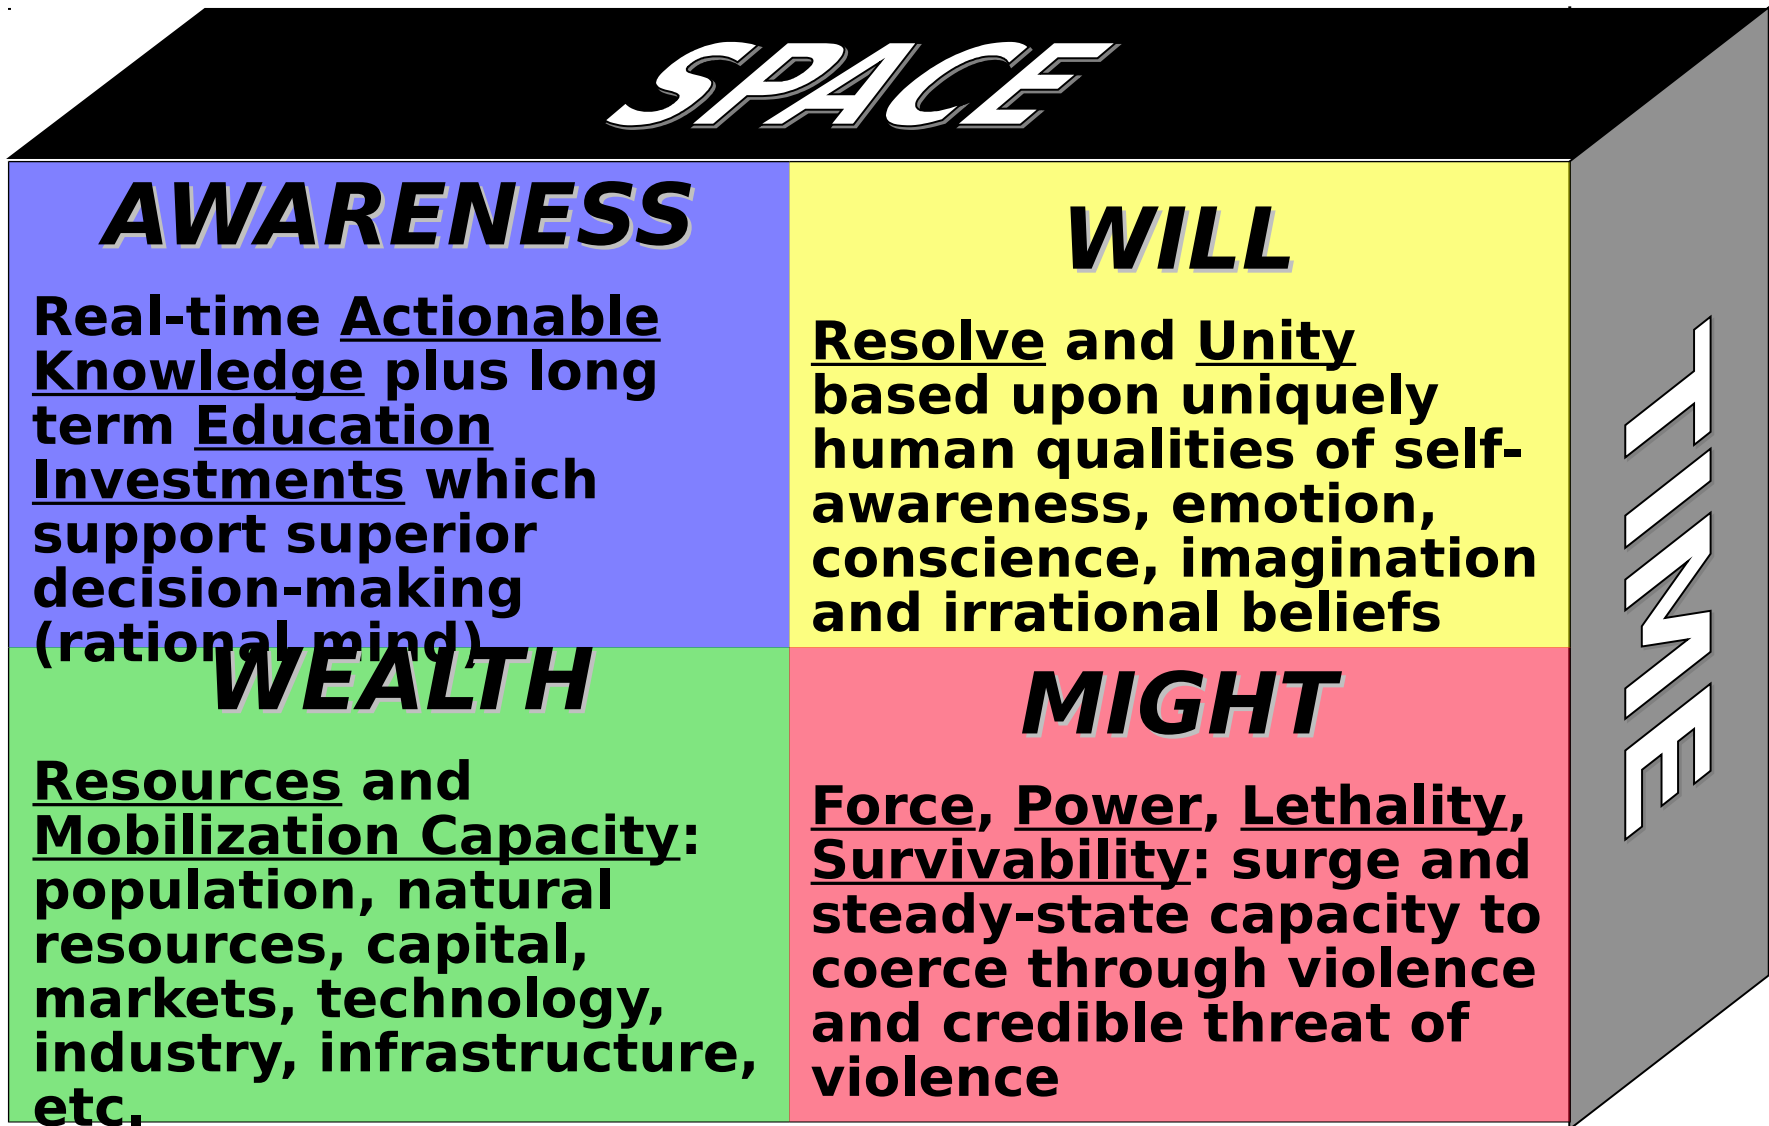 SPACE
AWARENESS
Real-time Actionable
Knowledge plus long
term Education
Investments which
support superior
decision-making
(rational mind)
WILL
Resolve and Unity
based upon uniquely
human qualities of self-
awareness, emotion,
conscience, imagination
and irrational beliefs
WEALTH
Resources and
Mobilization Capacity:
population, natural
resources, capital,
markets, technology,
industry, infrastructure,
etc.
MIGHT
Force, Power, Lethality,
Survivability: surge and
steady-state capacity to
coerce through violence
and credible threat of
violence
TIME